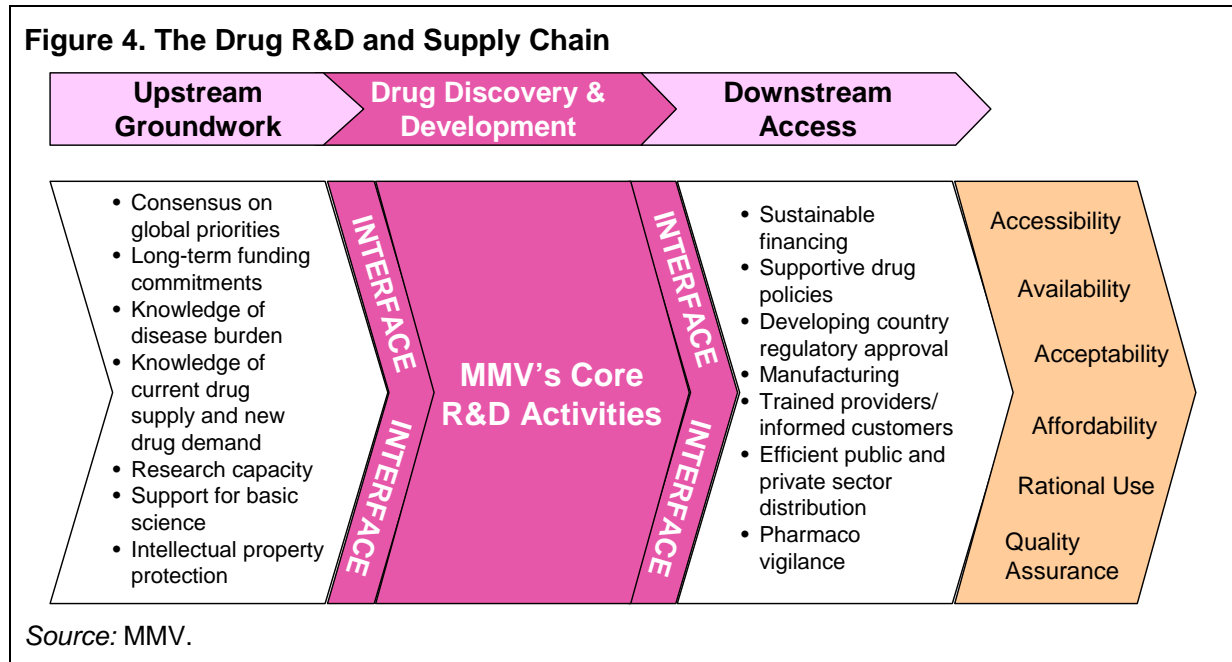 Figure 4. The Drug R&D and Supply Chain
Upstream
Groundwork
Drug Discovery &
Development
Downstream
Access
• Consensus on
global priorities
• Long-term funding
commitments
• Knowledge of
disease burden
• Knowledge of
current drug
supply and new
drug demand
• Research capacity
• Support for basic
science
• Intellectual property
protection
INTERFACE
INTERFACE
MMV's Core
R&D Activities
INTERFACE
INTERFACE
• Sustainable
financing
• Supportive drug
policies
• Developing country
regulatory approval
• Manufacturing
• Trained providers/
informed customers
• Efficient public and
private sector
distribution
• Pharmaco
vigilance
Accessibility
Availability
Acceptability
Affordability
Rational Use
Quality
Assurance
Source: MMV.